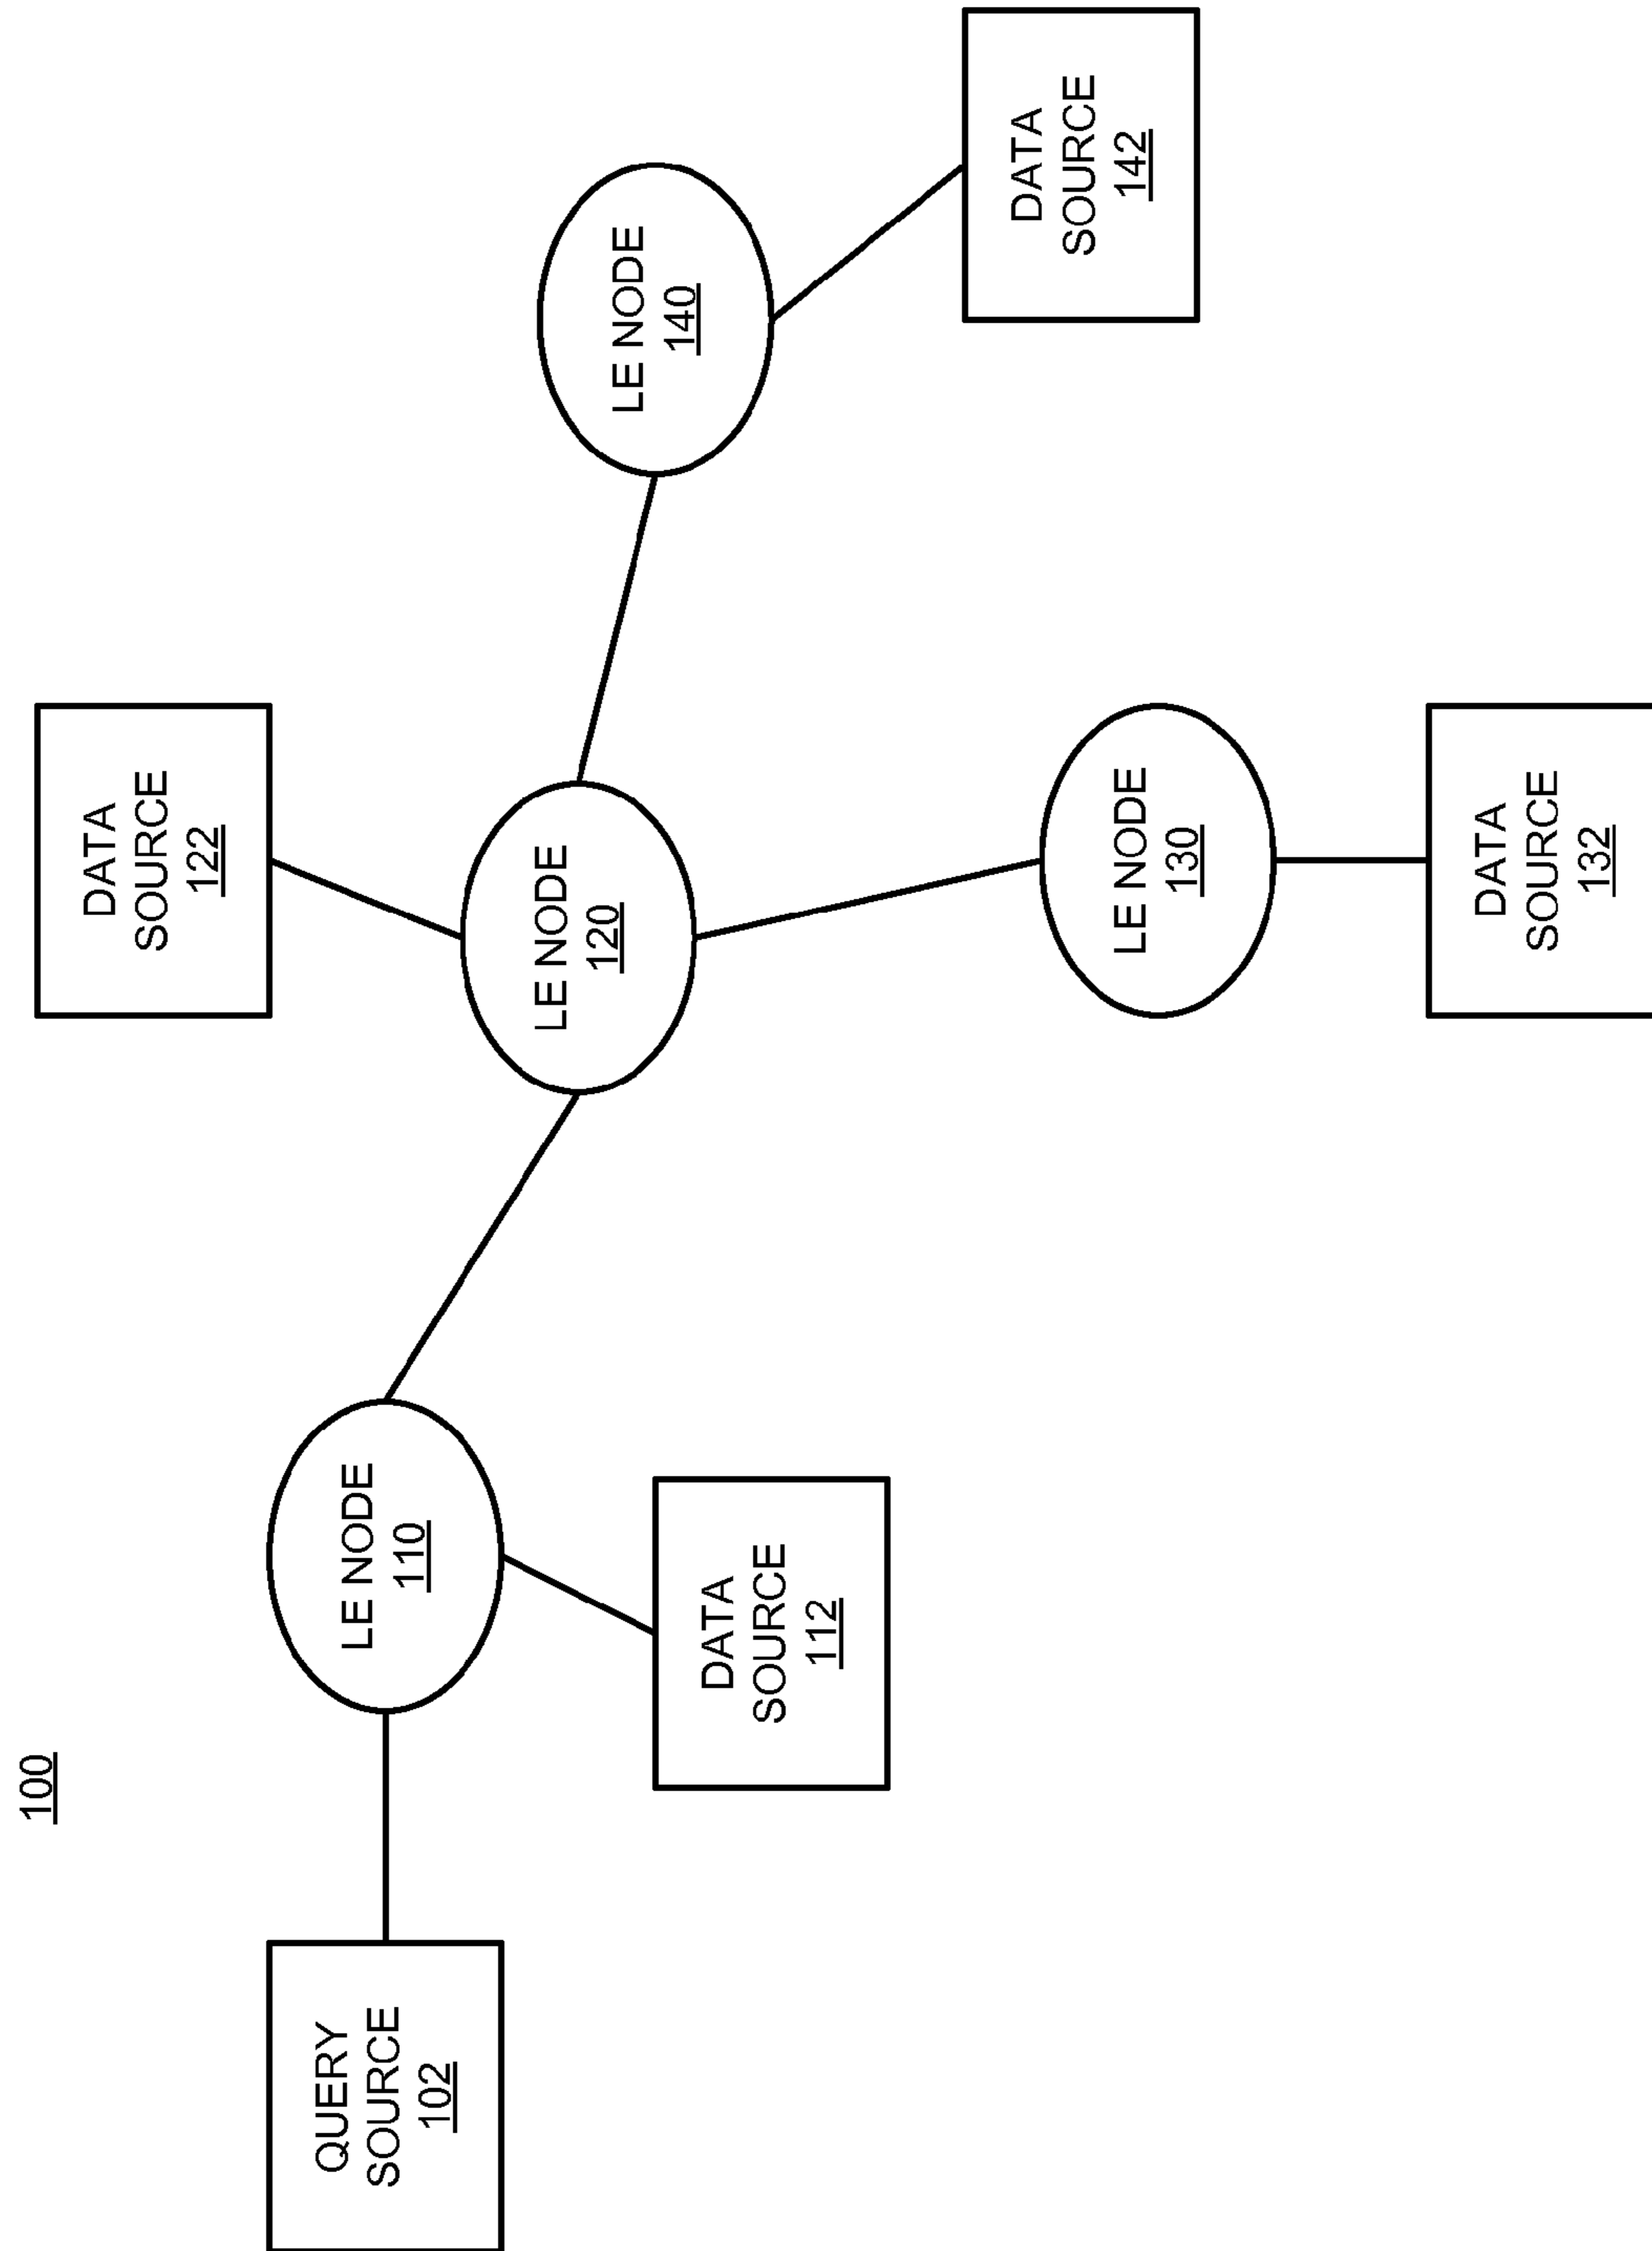 100
QUERY
SOURCE
102
LE NODE
110
DATA
SOURCE
112
DATA
SOURCE
122
LE NODE
120
LE NODE
130
DATA
SOURCE
132
LE NODE
140
DATA
SOURCE
142